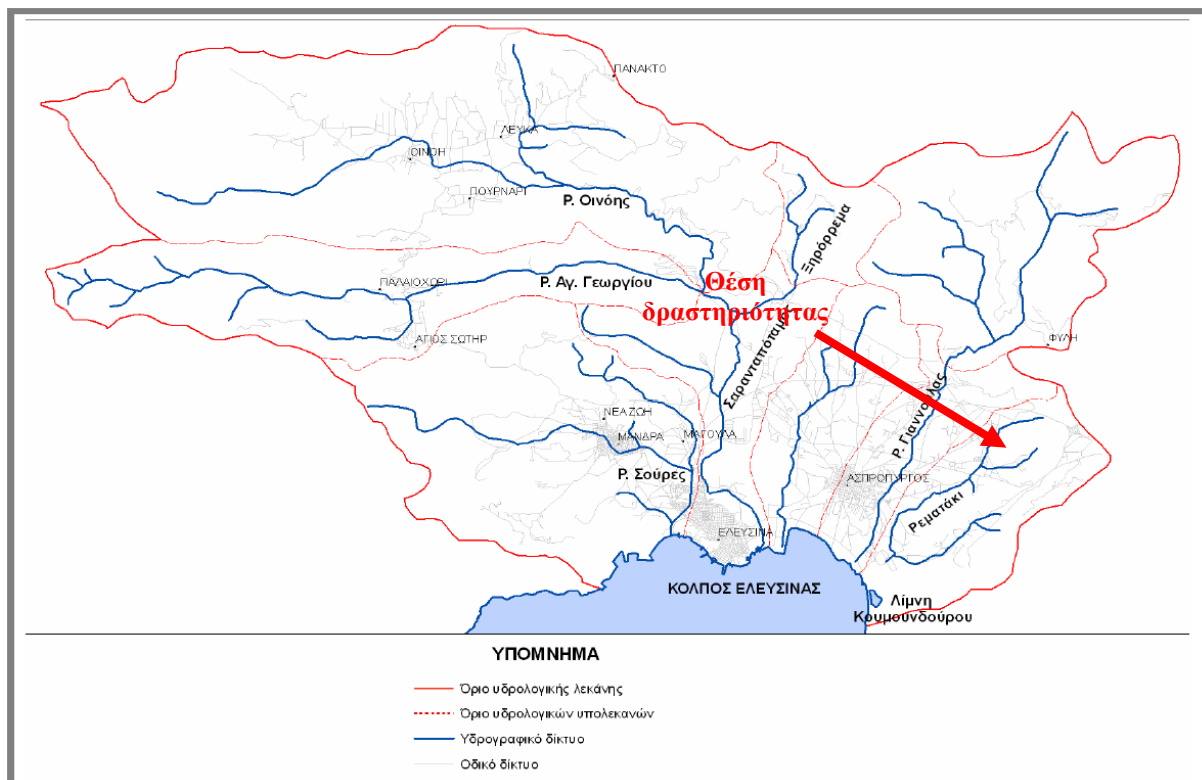 ΠΑΝΑΚΤΟ
ΛΕΥΚΑ
ΟΙΝΟΗ
ΠΟΥΡΝΑΡΙ
Ρ. Οινόης
Ξηρόρρεμα
Ρ. Αγ. Γεωργίου
ΠΑΛΑΙΟΧΩΡΙ
Θέση
δραστηριότητας
Σαρανταπόταμος
ΑΓΙΟΣ ΣΩΤΗΡ
ΦΥΛΗ
Ρ. Γιαννούλας
ΝΕΑ ΖΩΗ
ΜΑΝΔΡΑ
ΜΑΓΟΥΛΑ
Ρ. Σούρες
ΑΣΠΡΟΠΥΡΓΟΣ
Ρεματάκι
ΕΛΕΥΣΙΝΑ
ΚΟΛΠΟΣ ΕΛΕΥΣΙΝΑΣ
Λίμνη
Κουμουνδούρου
ΥΠΟΜΝΗΜΑ
Όριο υδρολογικής λεκάνης
Όριο υδρολογικών υπολεκανών
Υδρογραφικό δίκτυο
Οδικό δίκτυο